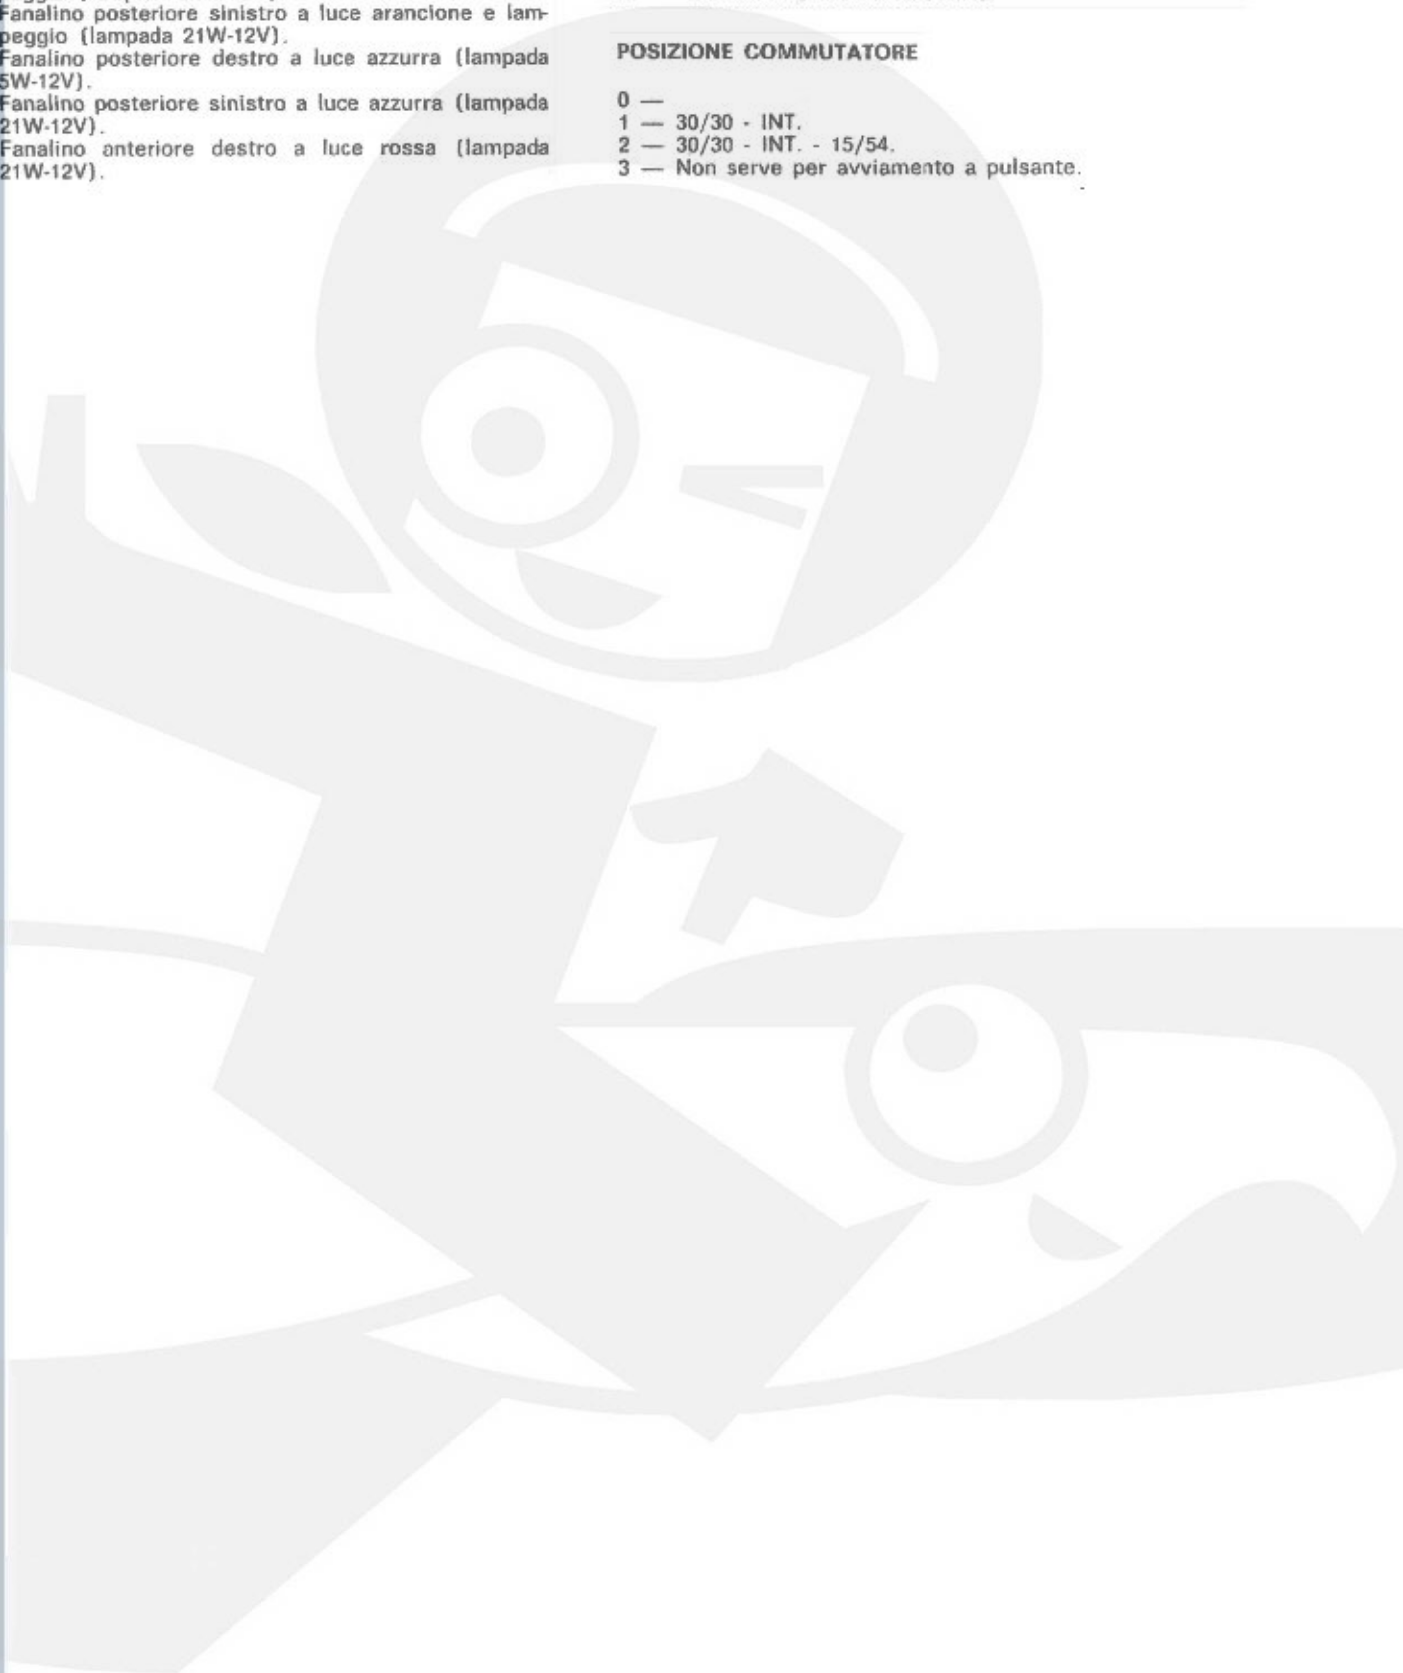 Fanalino posteriore sinistro a luce arancione e lam-
peggio (lampada 21W-12V).
Fanalino posteriore destro a luce azzurra (lampada
5W-12V).
Fanalino posteriore sinistro a luce azzurra (lampada
21W-12V).
Fanalino anteriore destro a luce rossa (lampada
21W-12V).
POSIZIONE COMMUTATORE
0 —
1 — 30/30 - INT.
2 — 30/30 - INT. - 15/54.
3 — Non serve per avviamento a pulsante.